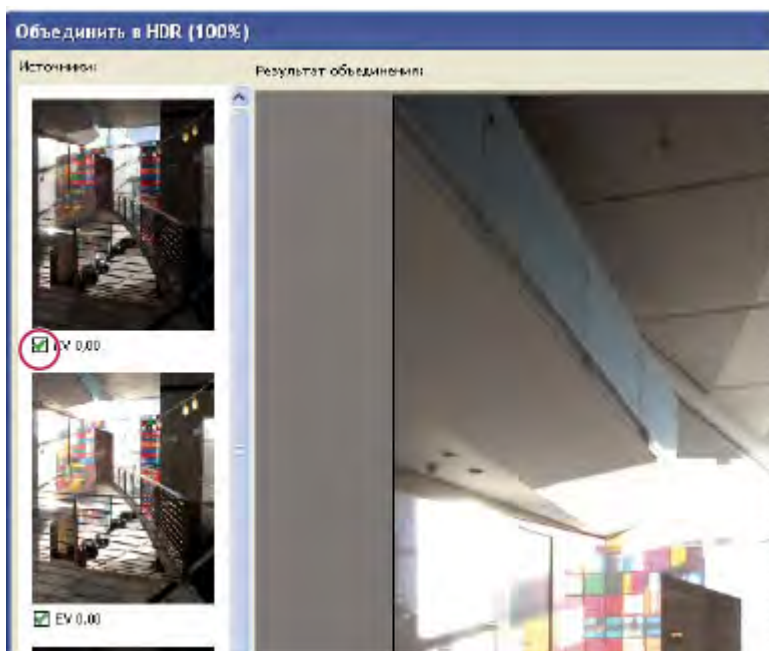 Объединить в HDR (100%)
Источники:
Результат объединения:
EV 0,00
EV 0,00